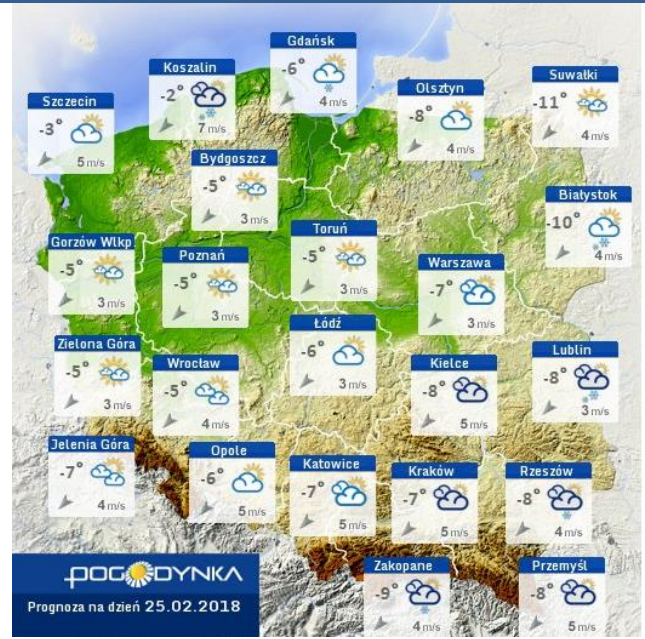 Gdańsk
-6°
4 m/s
Koszalin
-2°
7 m/s
Suwałki
-11°
4 m/s
Olsztyn
-8°
4 m/s
Szczecin
-3°
5 m/s
Bydgoszcz
-5°
3 m/s
Białystok
-10°
4 m/s
Toruń
-5°
3 m/s
Gorzów Wlkp
-5°
3 m/s
Poznań
-5°
3 m/s
Warszawa
-7°
3 m/s
Łódź
-6°
3 m/s
Zielona Góra
-5°
3 m/s
Wrocław
-5°
4 m/s
Kielce
-8°
5 m/s
Lublin
-8°
3 m/s
Jelenia Góra
-7°
4 m/s
Opole
-6°
5 m/s
Katowice
-7°
5 m/s
Kraków
-7°
5 m/s
Rzeszów
-8°
4 m/s
Zakopane
-9°
4 m/s
Przemyśl
-8°
5 m/s
POGODYNKA
Prognoza na dzień 25.02.2018